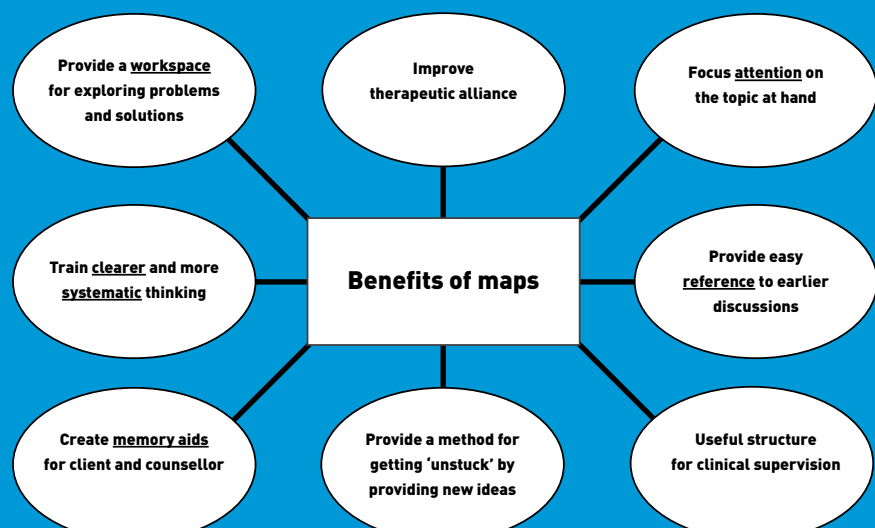 Provide a workspace
for exploring problems
and solutions
Improve
therapeutic alliance
Focus attention on
the topic at hand
Train clearer and more
systematic thinking
Benefits of maps
Provide easy
reference to earlier
discussions
Create memory aids
for client and counsellor
Provide a method for
getting ‘unstuck’ by
providing new ideas
Useful structure
for clinical supervision